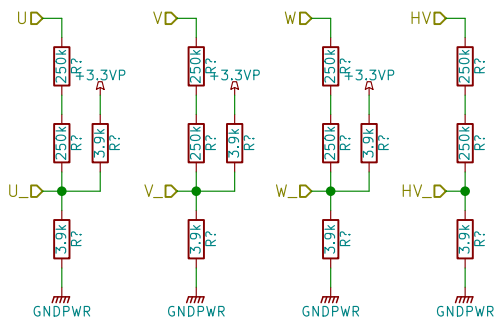 U V W HV
250k R? 250k R? 250k R? 250k R?
+3.3VP +3.3VP +3.3VP
250k R? 3.9k R? 250k R? 3.9k R? 250k R? 3.9k R? 250k R?
U_ V_ W_ HV_
3.9k R? 3.9k R? 3.9k R? 3.9k R?
GNDPWR GNDPWR GNDPWR GNDPWR